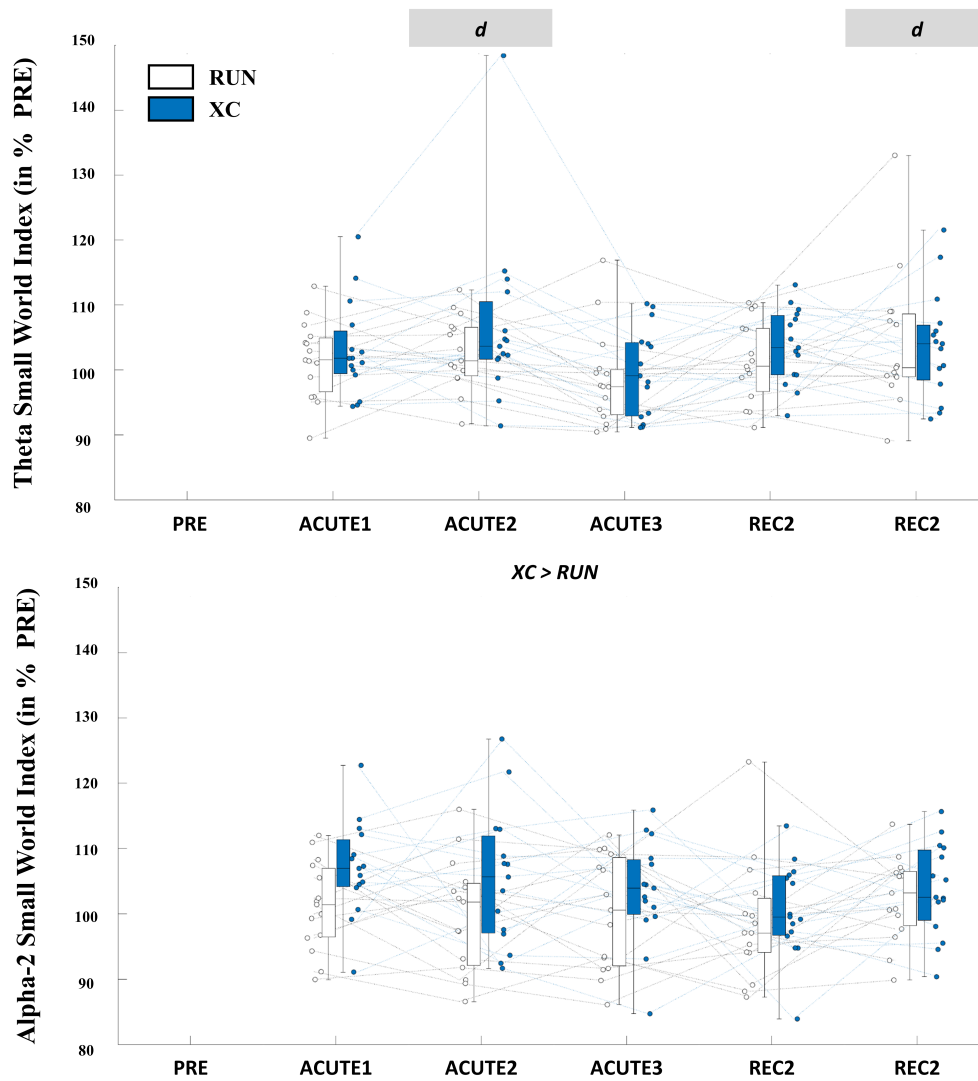 d d
150
140
130
120
110
100
90
80
Theta Small World Index (in % PRE)
RUN
XC
PRE ACUTE1 ACUTE2 ACUTE3 REC2 REC2
XC > RUN
150
140
130
120
110
100
90
80
Alpha-2 Small World Index (in % PRE)
PRE ACUTE1 ACUTE2 ACUTE3 REC2 REC2